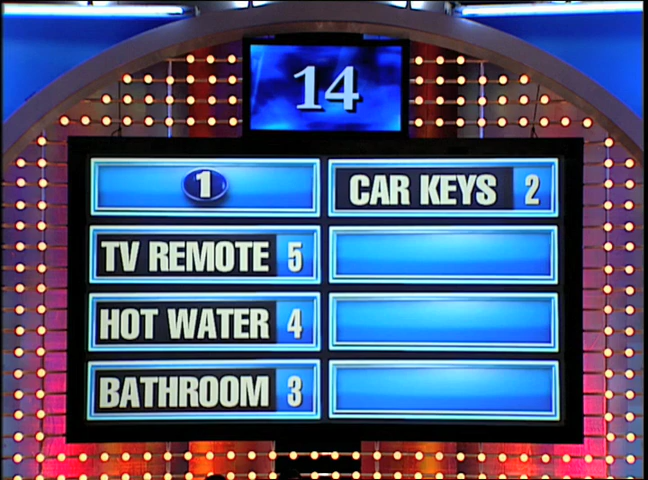 14
1
TV REMOTE 5
HOT WATER 4
BATHROOM 3
CAR KEYS 2